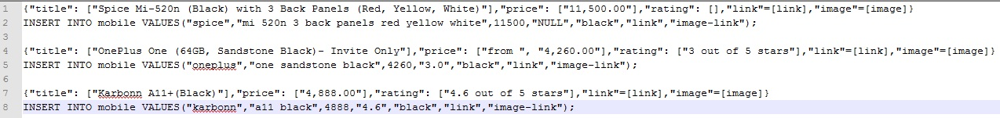 1 {"title": ["Spice Mi-520n (Black) with 3 Back Panels (Red, Yellow, White)"],"price": ["11,500.00"],"rating": [],"link"=[link],"image"=[image]}
2 INSERT INTO mobile VALUES("spice","mi 520n 3 back panels red yellow white",11500,"NULL","black","link","image-link");
3
4 {"title": ["OnePlus One (64GB, Sandstone Black)- Invite Only"],"price": ["from ", "4,260.00"],"rating": ["3 out of 5 stars"],"link"=[link],"image"=[image]}
5 INSERT INTO mobile VALUES("oneplus","one sandstone black",4260,"3.0","black","link","image-link");
6
7 {"title": ["Karbonn A11+(Black)"],"price": ["4,888.00"],"rating": ["4.6 out of 5 stars"],"link"=[link],"image"=[image]}
8 INSERT INTO mobile VALUES("karbonn","a11 black",4888,"4.6","black","link","image-link");